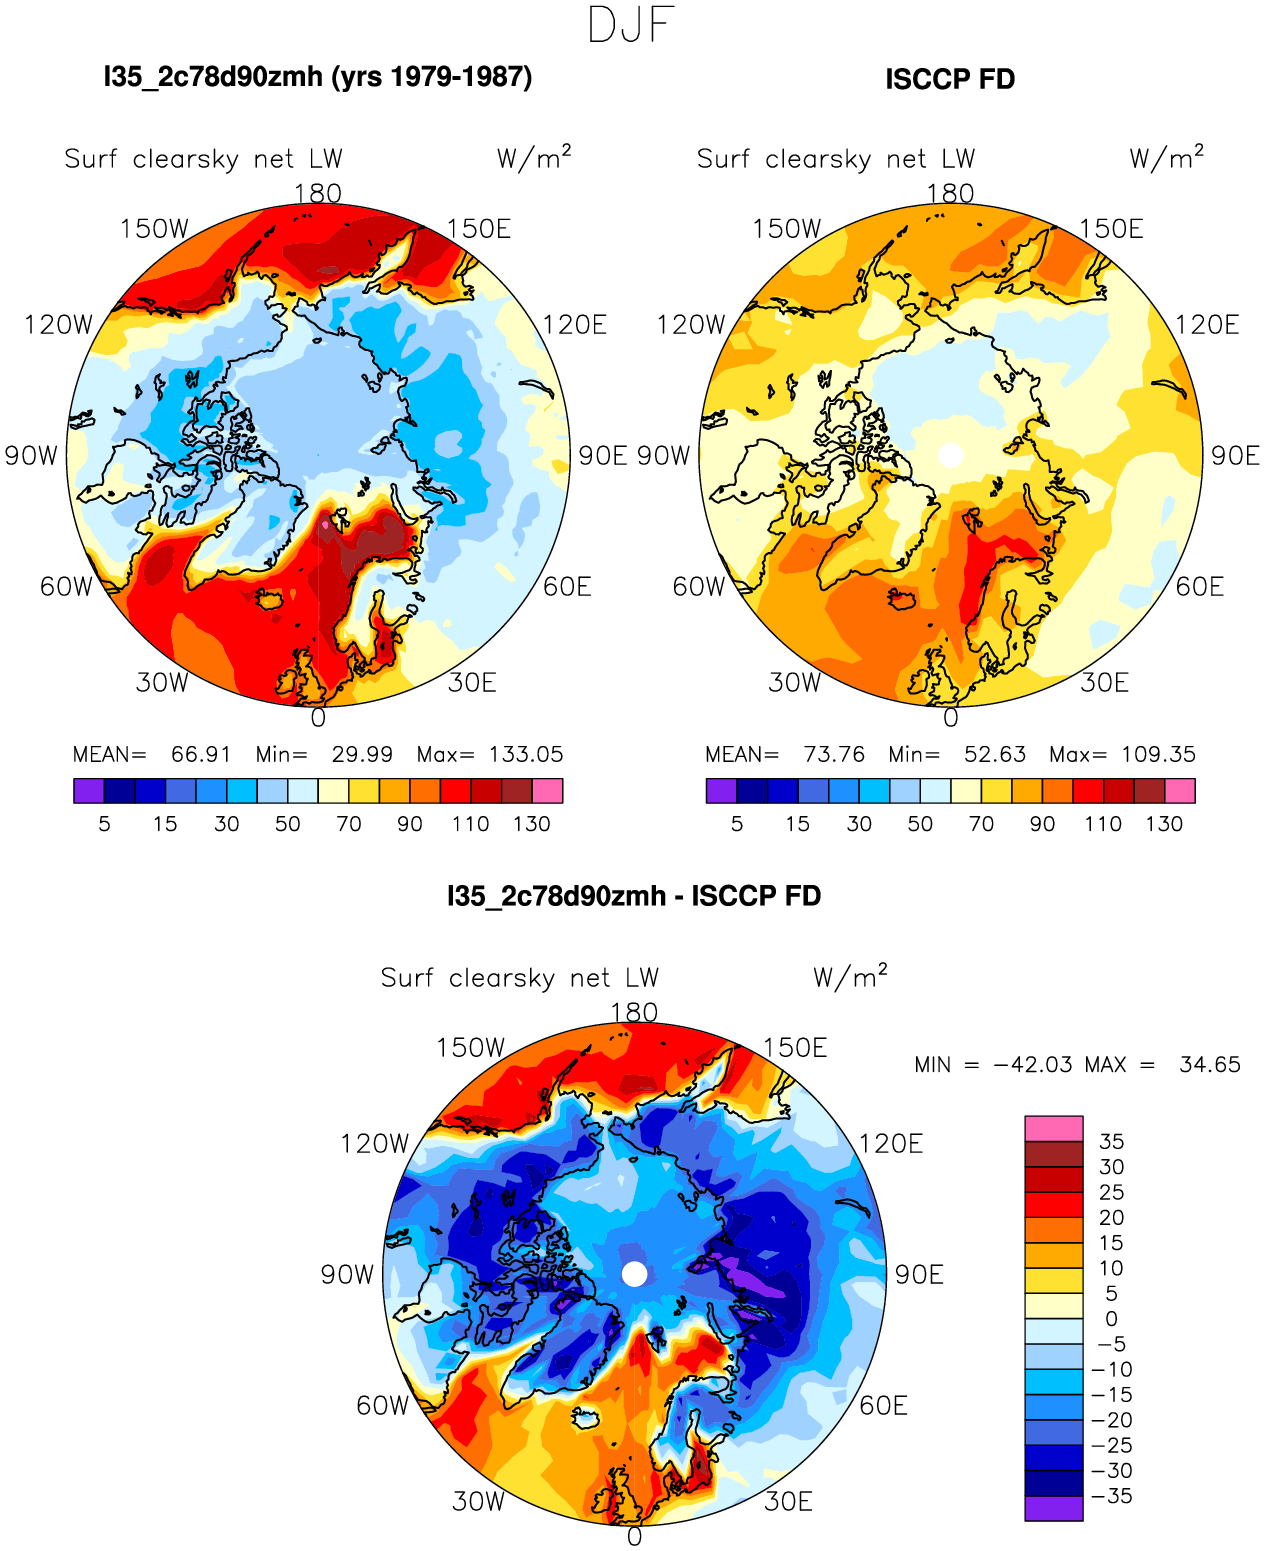 DJF
I35_2c78d90zmh (yrs 1979-1987)
ISCCP FD
Surf clearsky net LW W/m²
Surf clearsky net LW W/m²
180
180
150W 150E
150W 150E
120W 120E
120W 120E
90W 90E
90W 90E
60W 60E
60W 60E
30W 30E
30W 30E
0
0
MEAN= 66.91 Min= 29.99 Max= 133.05
MEAN= 73.76 Min= 52.63 Max= 109.35
5 15 30 50 70 90 110 130
5 15 30 50 70 90 110 130
I35_2c78d90zmh - ISCCP FD
Surf clearsky net LW W/m²
180
150W 150E
MIN = −42.03 MAX = 34.65
120W 120E
90W 90E
60W 60E
30W 30E
0
35
30
25
20
15
10
5
0
−5
−10
−15
−20
−25
−30
−35